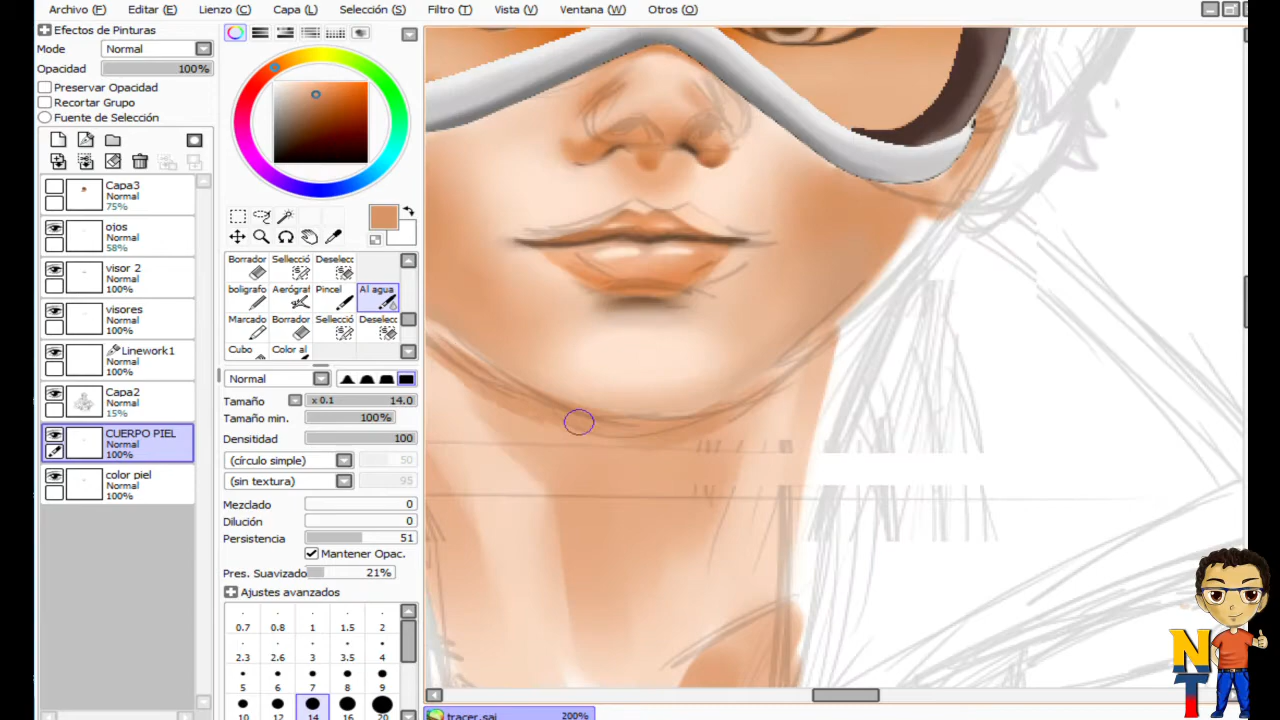 Archivo (F) Editar (E) Lienzo (C) Capa (L) Selección (S) Filtro (T) Vista (V) Ventana (W) Otros (O)
Efectos de Pinturas
Mode Normal
Opacidad 100%
Preservar Opacidad
Recortar Grupo
Fuente de Selección
Capa3
Normal
75%
ojos
Normal
58%
visor 2
Normal
100%
visores
Normal
100%
Linework1
Normal
100%
Capa2
Normal
15%
CUERPO PIEL
Normal
100%
color piel
Normal
100%
Borrador Sellecció Deselecc
boligrafo Aerógraf Pincel Al agua
Marcado Borrador Sellecció Deselecc
Cubo Color al
Normal
Tamaño x 0.1 14.0
Tamaño min. 100%
Densitidad 100
(círculo simple) 50
(sin textura) 95
Mezclado 0
Dilución 0
Persistencia 51
Mantener Opac.
Pres. Suavizado 21%
Ajustes avanzados
0.7 0.8 1 1.5 2
2.3 2.6 3 3.5 4
5 6 7 8 9
10 12 14 16 20
tracer.sai 200%
N
T